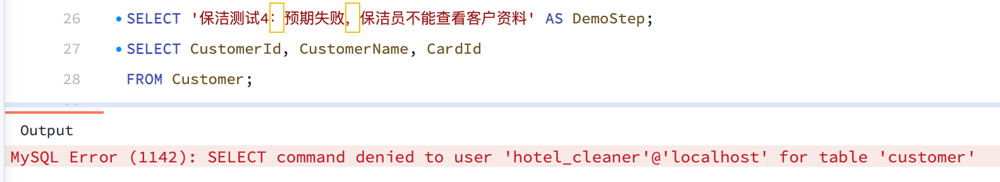 26 SELECT '保洁测试4：预期失败，保洁员不能查看客户资料' AS DemoStep;
27 SELECT CustomerId, CustomerName, CardId
28 FROM Customer;
Output
MySQL Error (1142): SELECT command denied to user 'hotel_cleaner'@'localhost' for table 'customer'